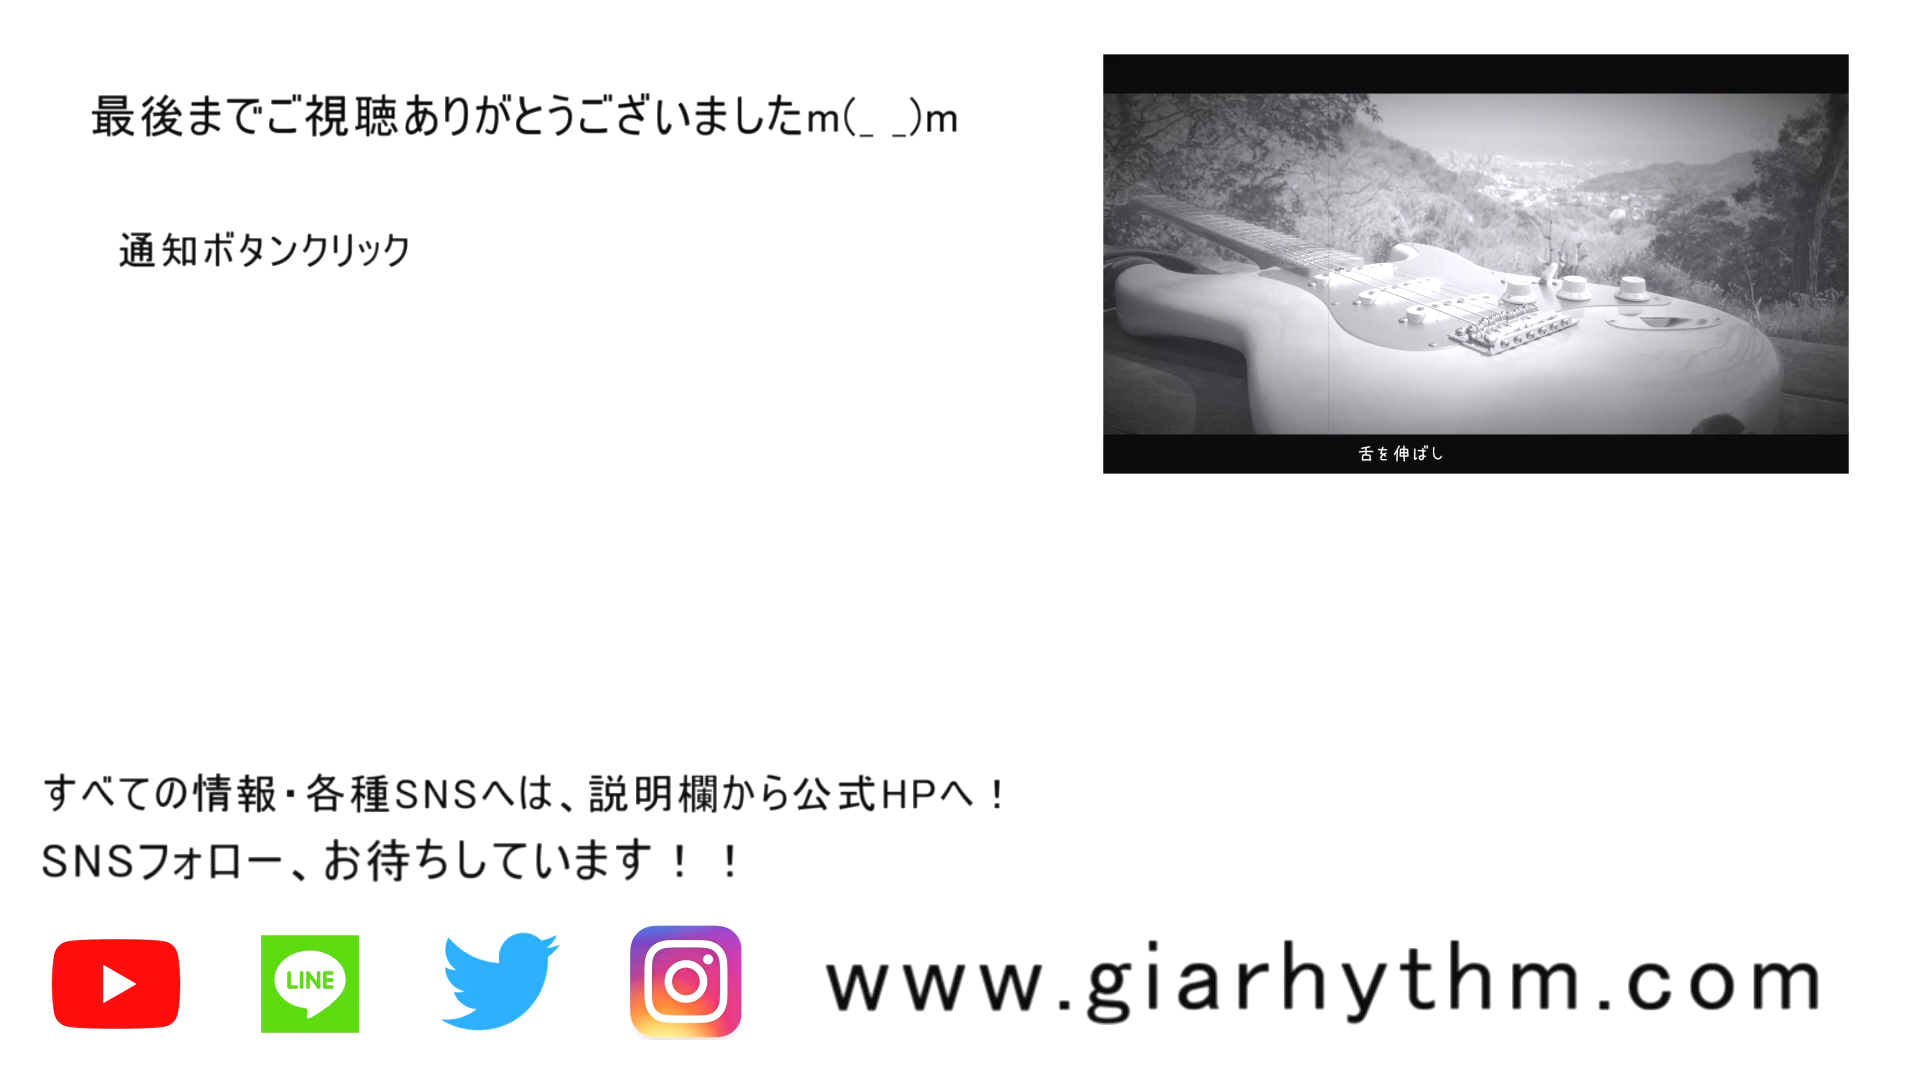 最後までご視聴ありがとうございましたm(_ _)m
通知ボタンクリック
舌を伸ばし
すべての情報・各種SNSへは、説明欄から公式HPへ！
SNSフォロー、お待ちしています！！
LINE
www.giarhythm.com